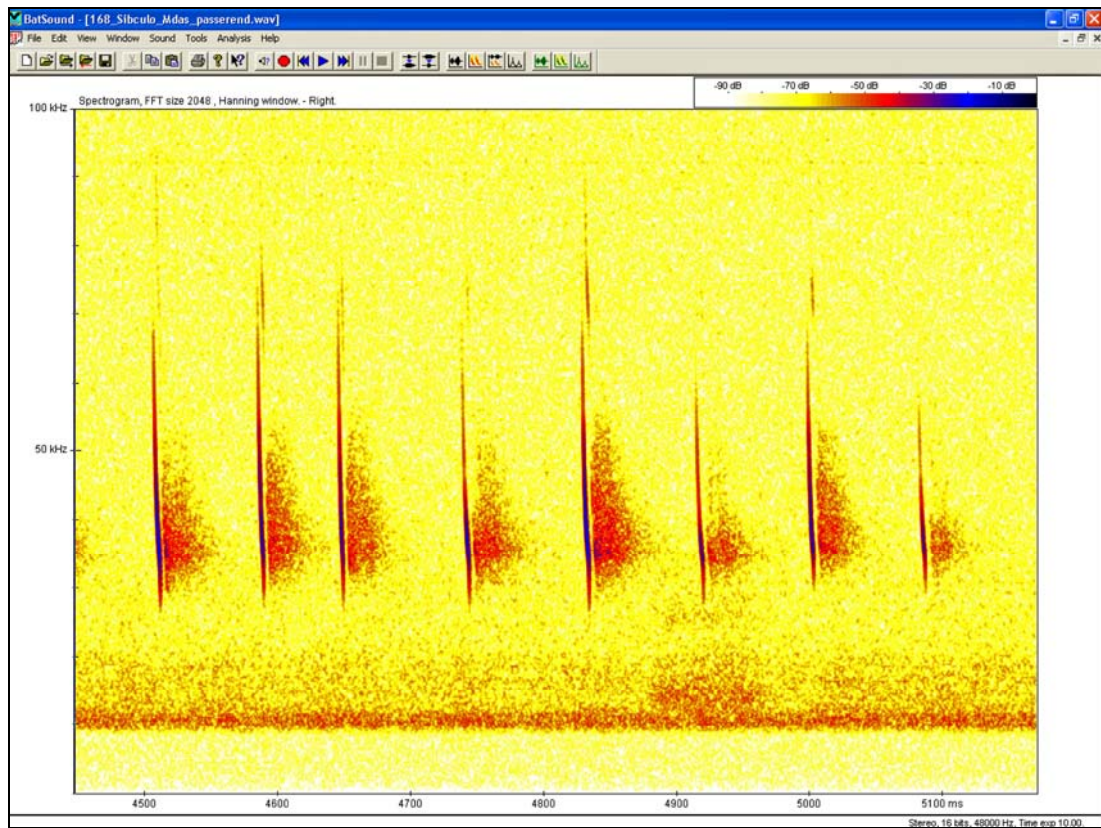 BatSound - [168_Sibculo_Mdas_passerend.wav]
File Edit View Window Sound Tools Analysis Help
Spectrogram, FFT size 2048 , Hanning window. - Right.
-90 dB -70 dB -50 dB -30 dB -10 dB
100 kHz
50 kHz
4500 4600 4700 4800 4900 5000 5100 ms
Stereo, 16 bits, 48000 Hz, Time exp 10.00.